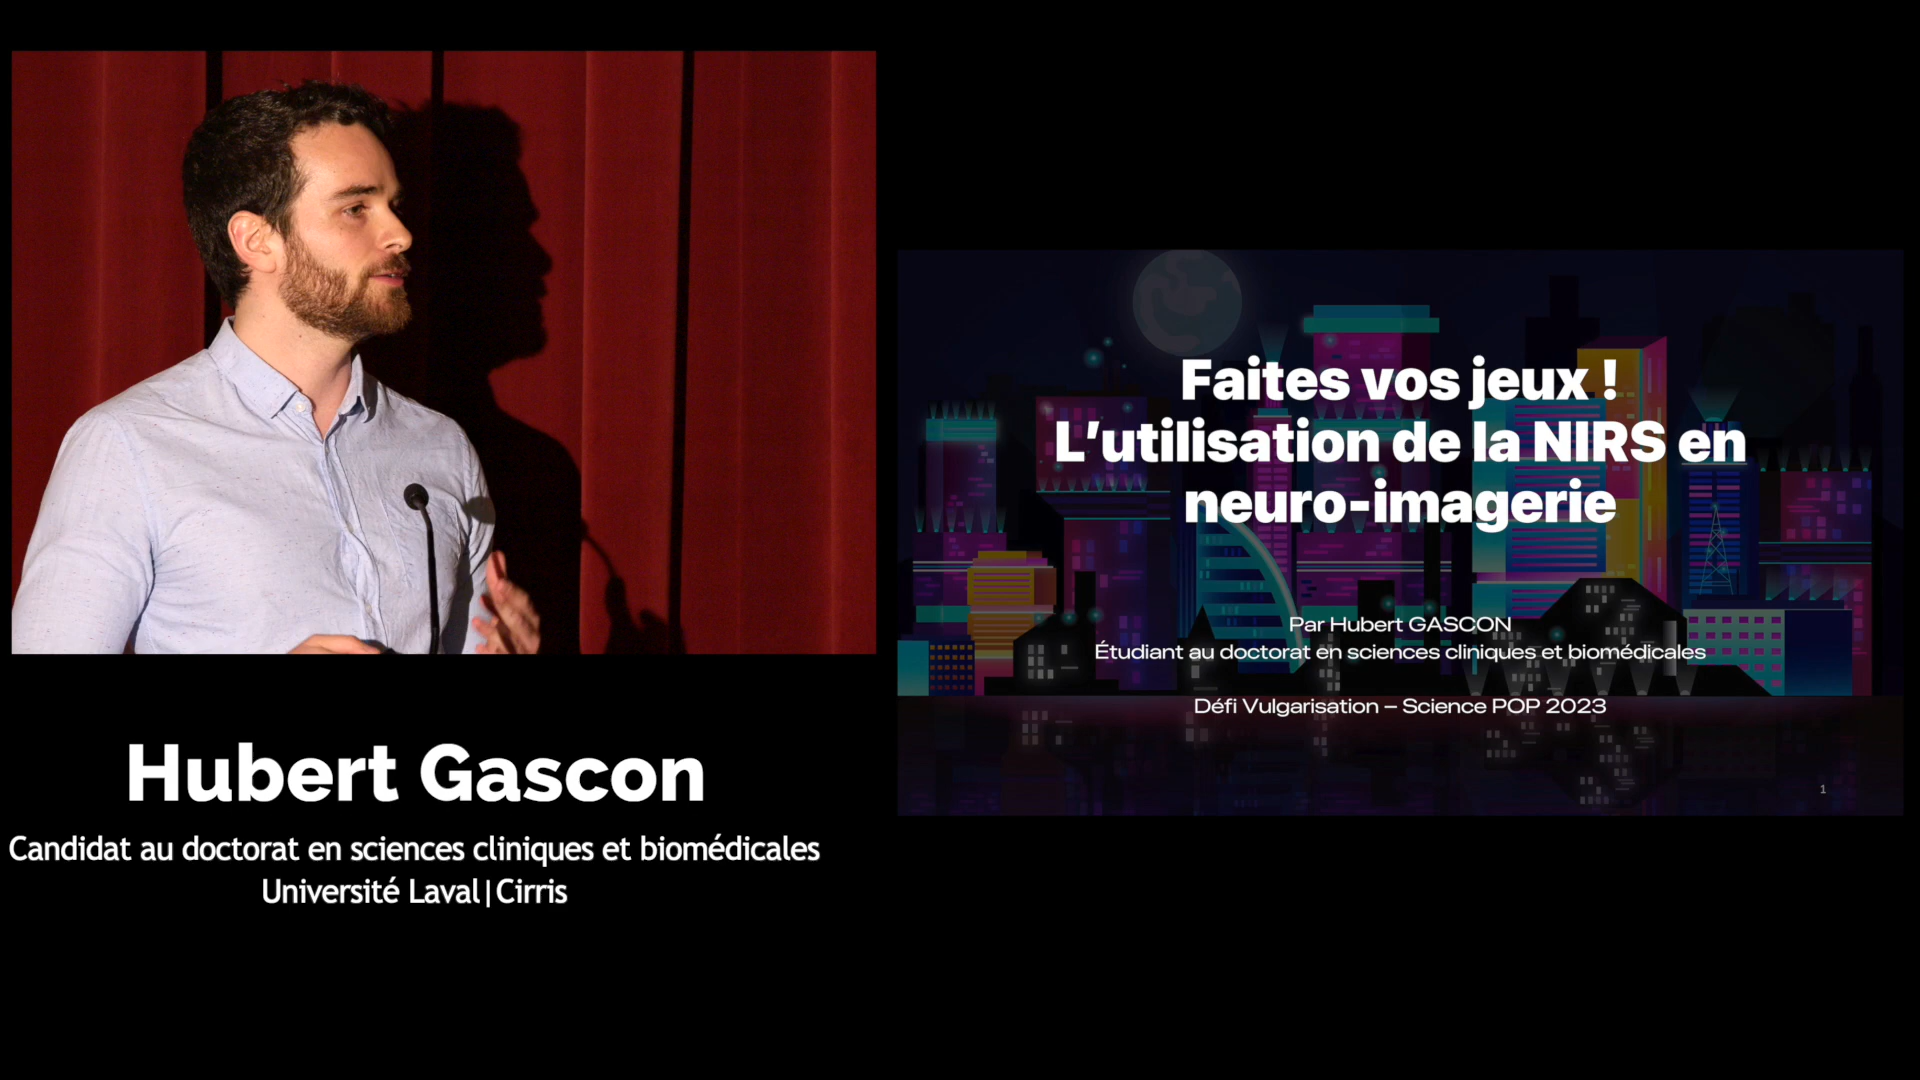 Hubert Gascon
Candidat au doctorat en sciences cliniques et biomédicales
Université Laval|Cirris
Faites vos jeux !
L’utilisation de la NIRS en
neuro-imagerie
Par Hubert GASCON
Étudiant au doctorat en sciences cliniques et biomédicales
Défi Vulgarisation – Science POP 2023
1